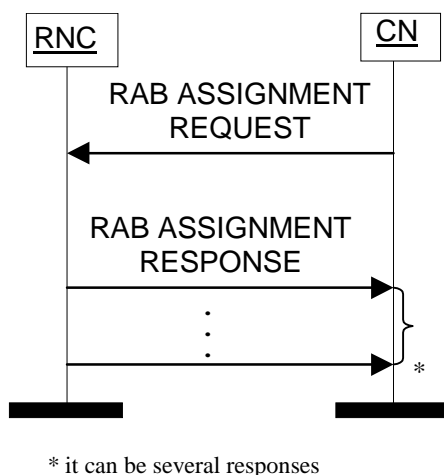 RNC
CN
RAB ASSIGNMENT
REQUEST
RAB ASSIGNMENT
RESPONSE
*
* it can be several responses